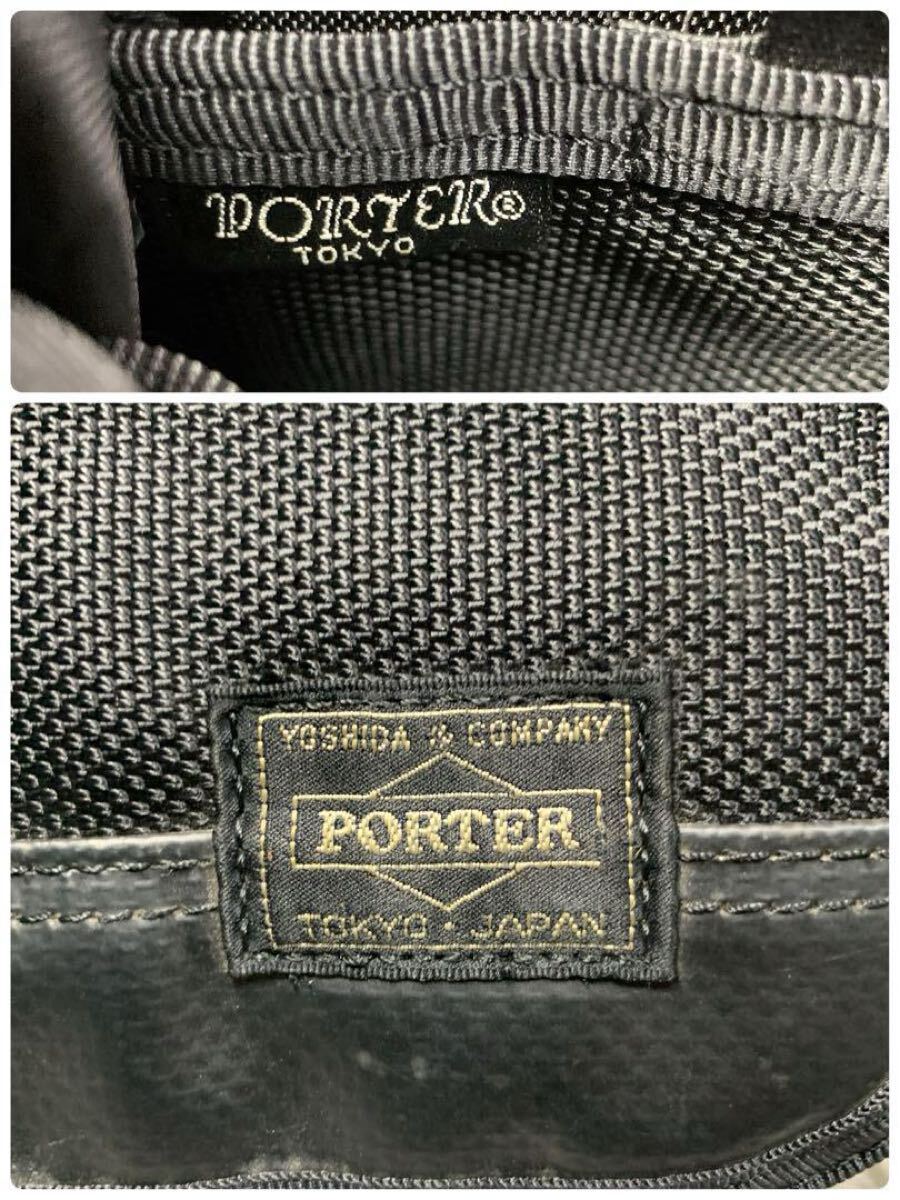 PORTER®
TOKYO
YOSHIDA & COMPANY
PORTER
TOKYO · JAPAN